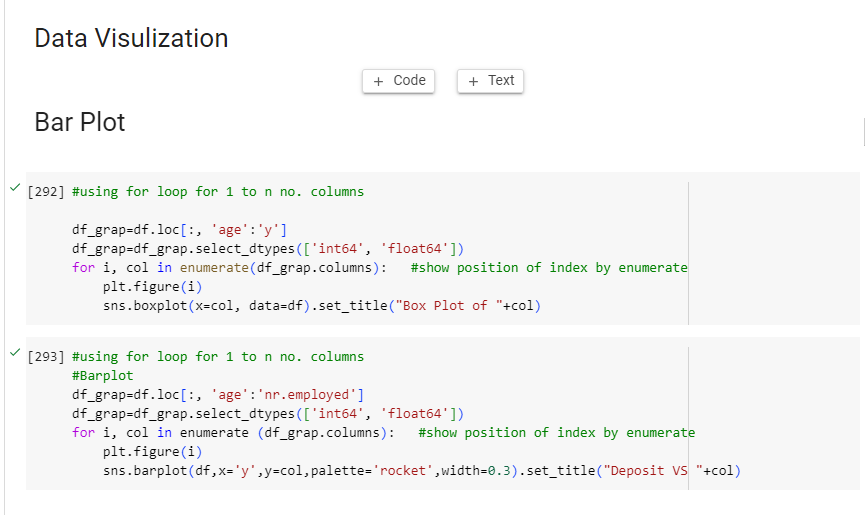 Data Visulization
+ Code + Text
Bar Plot
[292] #using for loop for 1 to n no. columns
df_grap=df.loc[:, 'age':'y']
df_grap=df_grap.select_dtypes(['int64', 'float64'])
for i, col in enumerate(df_grap.columns):   #show position of index by enumerate
    plt.figure(i)
    sns.boxplot(x=col, data=df).set_title("Box Plot of "+col)
[293] #using for loop for 1 to n no. columns
#Barplot
df_grap=df.loc[:, 'age':'nr.employed']
df_grap=df_grap.select_dtypes(['int64', 'float64'])
for i, col in enumerate (df_grap.columns):   #show position of index by enumerate
    plt.figure(i)
    sns.barplot(df,x='y',y=col,palette='rocket',width=0.3).set_title("Deposit VS "+col)